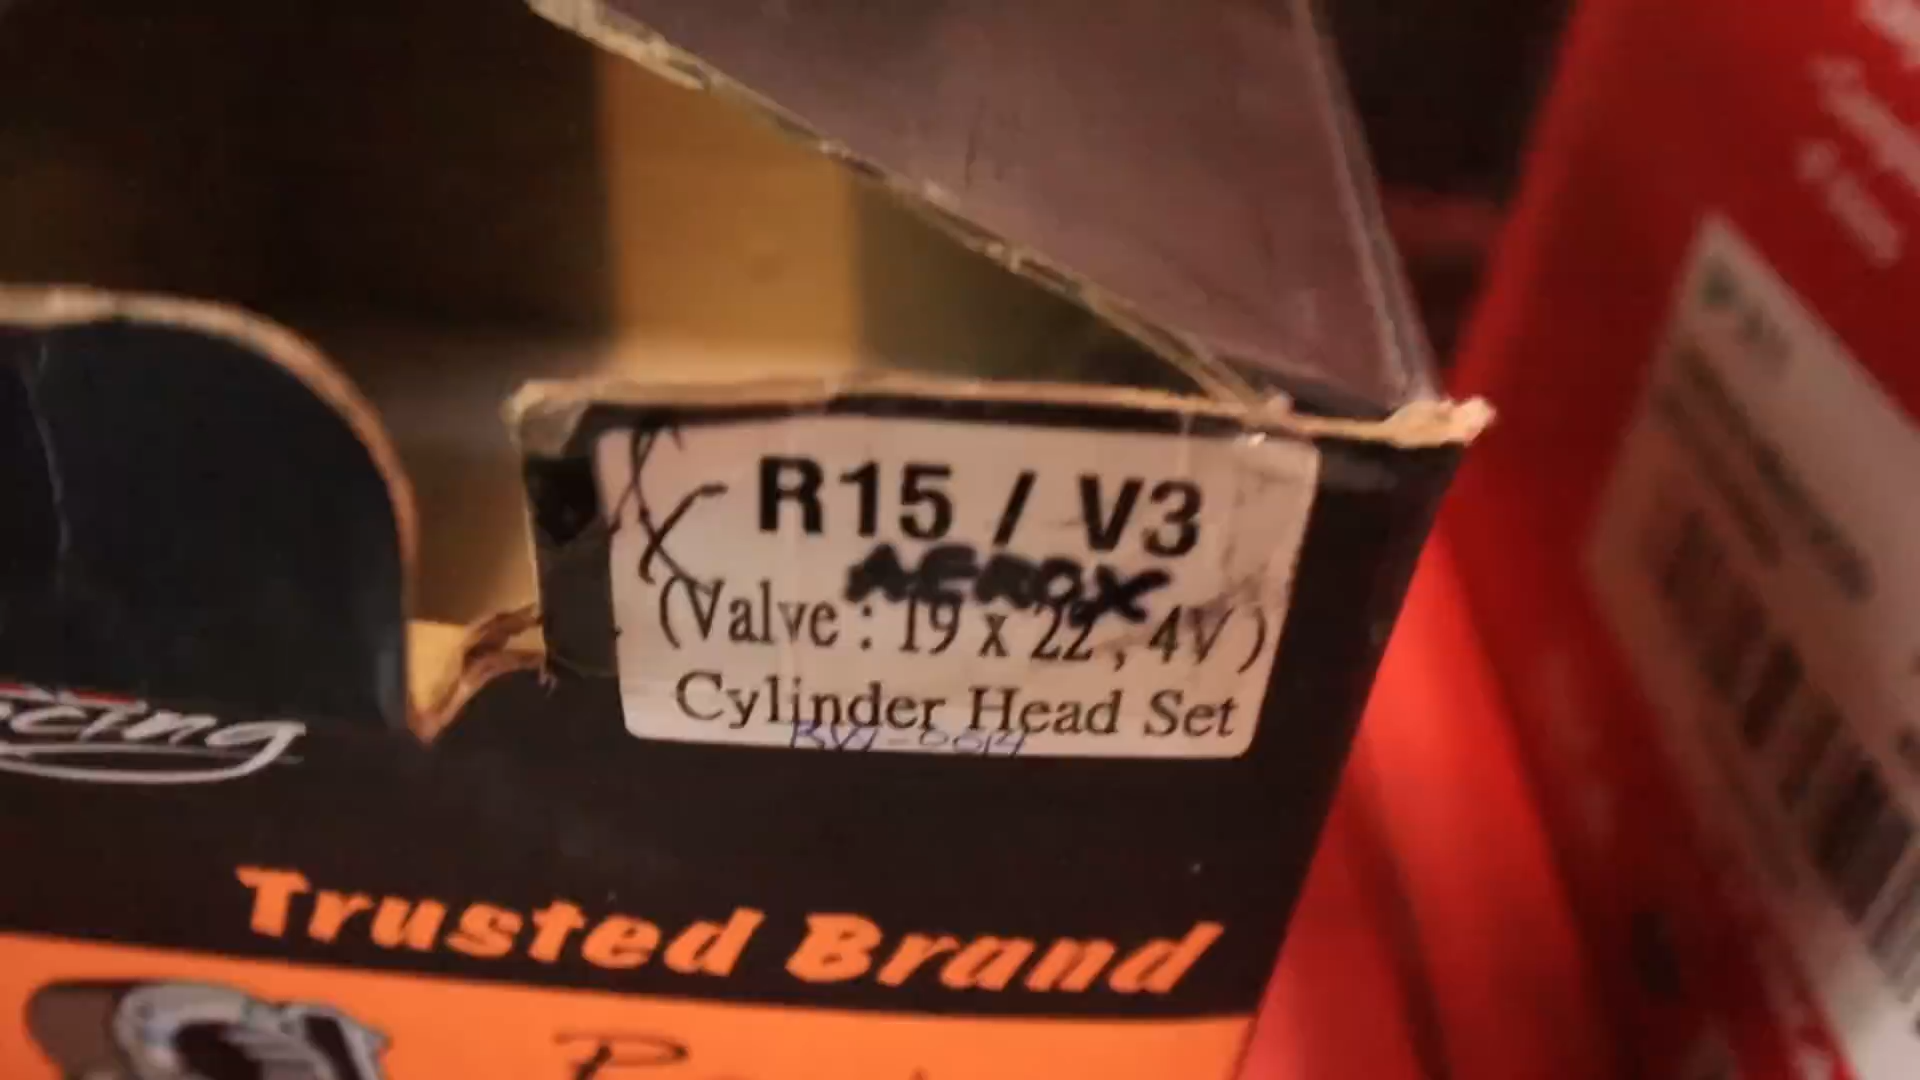 R15 / V3
AEROX
(Valve : 19 x 22 , 4V )
Cylinder Head Set
Trusted Brand